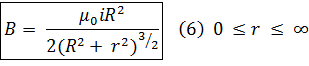 B = μ₀iR² / 2(R² + r²)^3/2 (6) 0 ≤ r ≤ ∞